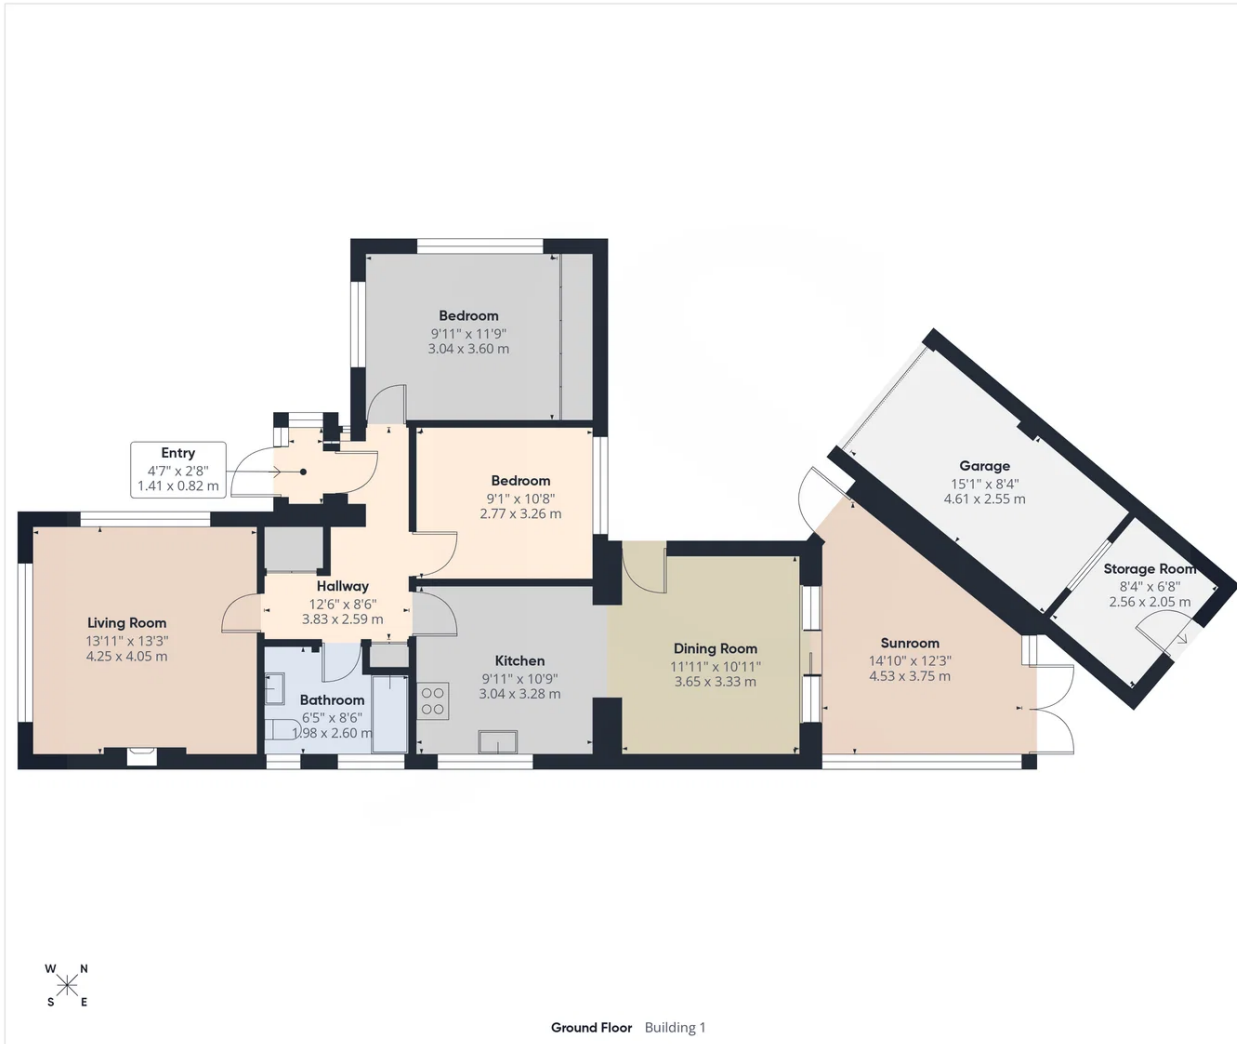 Bedroom
9'11" x 11'9"
3.04 x 3.60 m
Entry
4'7" x 2'8"
1.41 x 0.82 m
Bedroom
9'1" x 10'8"
2.77 x 3.26 m
Garage
15'1" x 8'4"
4.61 x 2.55 m
Storage Room
8'4" x 6'8"
2.56 x 2.05 m
Hallway
12'6" x 8'6"
3.83 x 2.59 m
Living Room
13'11" x 13'3"
4.25 x 4.05 m
Kitchen
9'11" x 10'9"
3.04 x 3.28 m
Dining Room
11'11" x 10'11"
3.65 x 3.33 m
Sunroom
14'10" x 12'3"
4.53 x 3.75 m
Bathroom
6'5" x 8'6"
1.98 x 2.60 m
W N
S E
Ground Floor Building 1